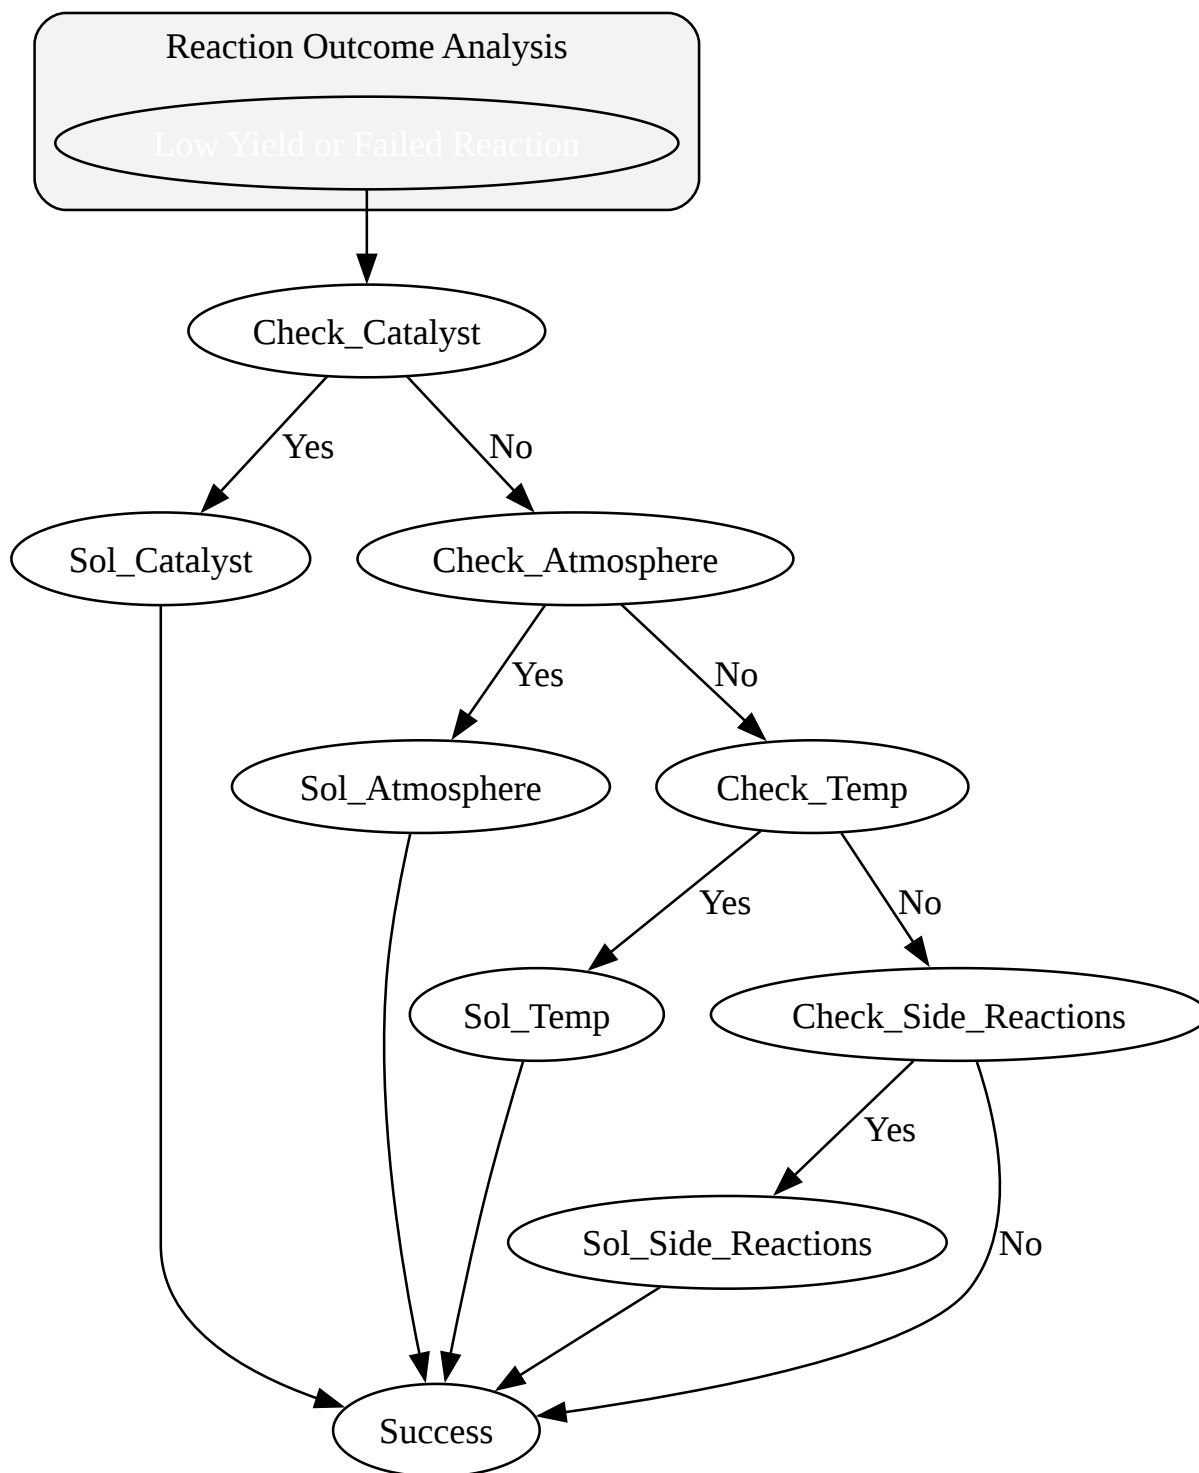 Reaction Outcome Analysis
Low Yield or Failed Reaction
Check_Catalyst
Yes
No
Sol_Catalyst
Check_Atmosphere
Yes
No
Sol_Atmosphere
Check_Temp
Yes
No
Sol_Temp
Check_Side_Reactions
Yes
Sol_Side_Reactions
No
Success